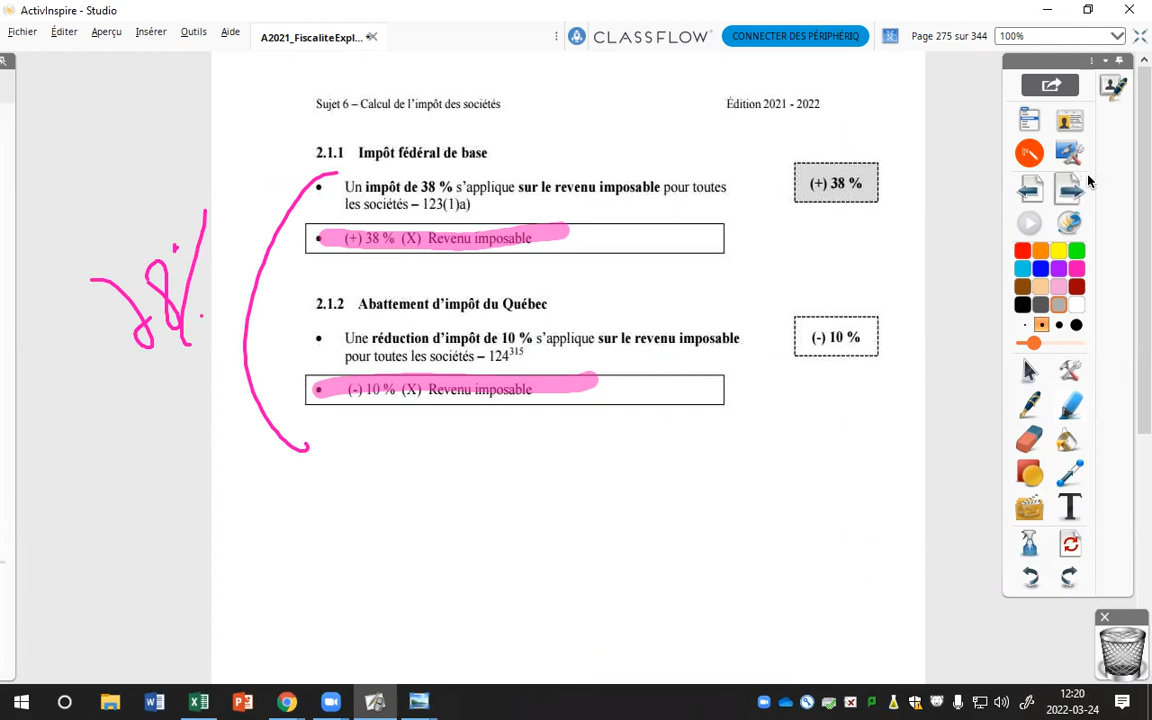 ActivInspire - Studio
Fichier Éditer Aperçu Insérer Outils Aide A2021_FiscaliteExpl...
CLASSFLOW CONNECTER DES PÉRIPHÉRIQ Page 275 sur 344 100%
Sujet 6 – Calcul de l'impôt des sociétés Édition 2021 - 2022
2.1.1 Impôt fédéral de base
• Un impôt de 38 % s'applique sur le revenu imposable pour toutes
les sociétés – 123(1)a)
(+) 38 %
• (+) 38 % (X) Revenu imposable
2.1.2 Abattement d'impôt du Québec
• Une réduction d'impôt de 10 % s'applique sur le revenu imposable
pour toutes les sociétés – 124³¹⁵
(-) 10 %
• (-) 10 % (X) Revenu imposable
28%
12:20
2022-03-24